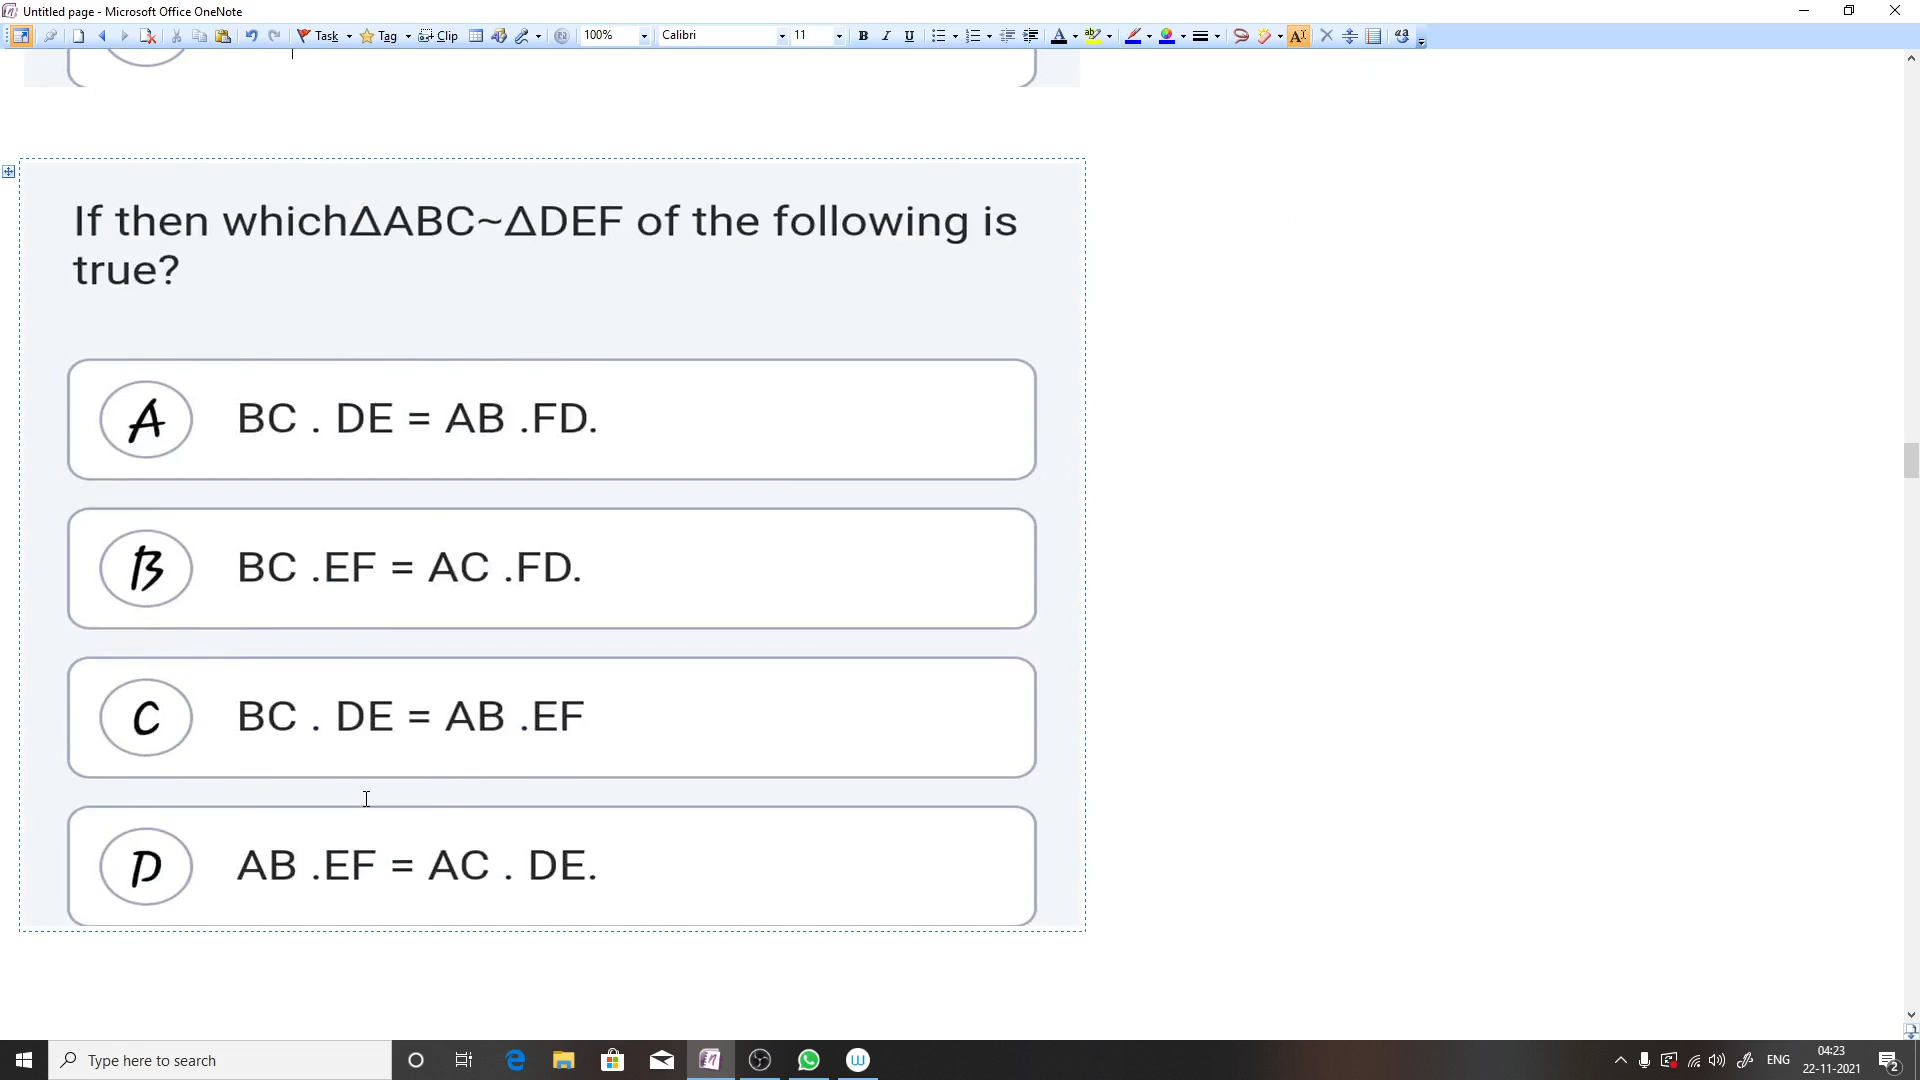 Untitled page - Microsoft Office OneNote
Task Tag Clip 100% Calibri 11 B I U
If then which∆ABC~∆DEF of the following is
true?
A BC . DE = AB .FD.
B BC .EF = AC .FD.
C BC . DE = AB .EF
D AB .EF = AC . DE.
Type here to search
ENG
04:23
22-11-2021
2